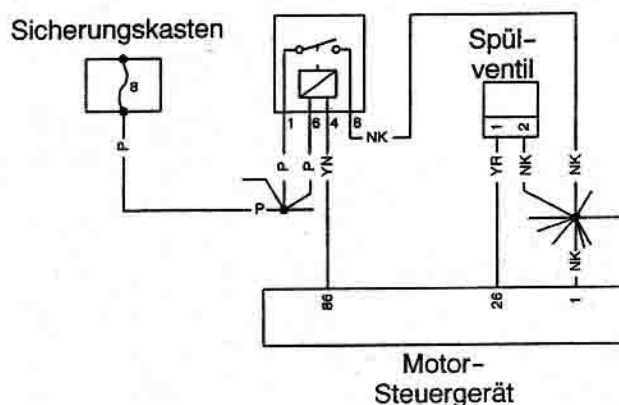 Sicherungskasten
8
P
P
1
6
4
8
P
P
YN
NK
Spül-
ventil
1
2
YR
NK
NK
NK
86
26
1
Motor-
Steuergerät